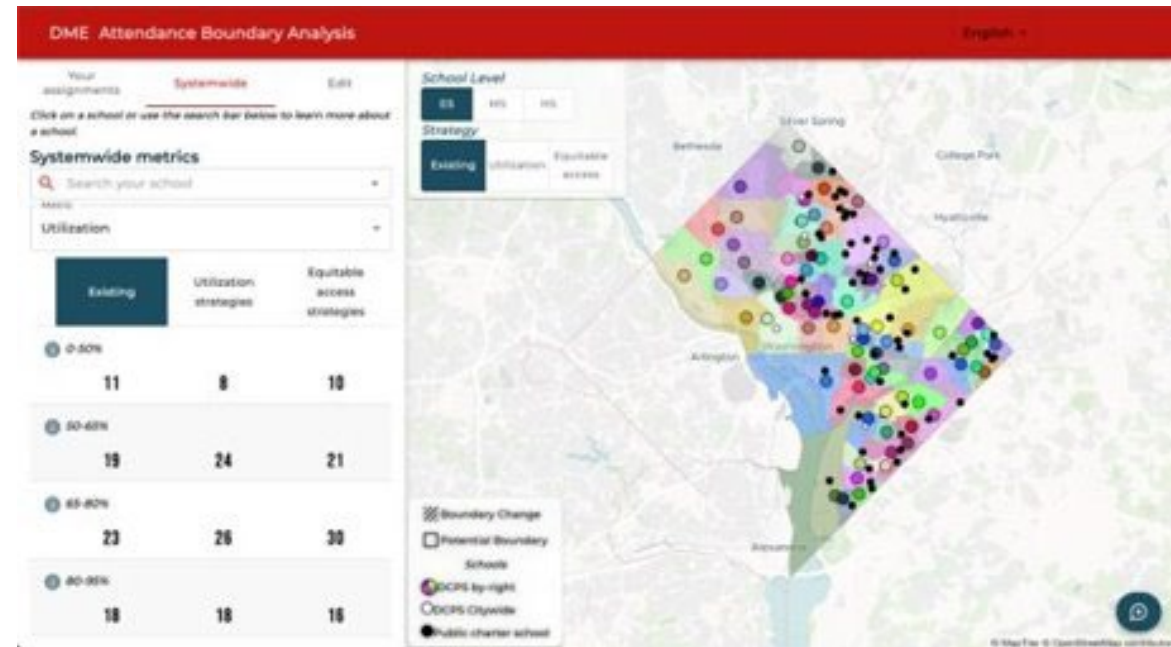 DME Attendance Boundary Analysis
English
Your
assignments
Systemwide
Edit
Click on a school or use the search bar below to learn more about
a school.
Systemwide metrics
Search your school
Metric
Utilization
Existing
Utilization
strategies
Equitable
access
strategies
0-50%
11 8 10
50-65%
19 24 21
65-80%
23 26 30
80-95%
18 18 16
School Level
ES MS HS
Strategy
Existing
Utilization
Equitable
access
Silver Spring
Bethesda
College Park
Hyattsville
Arlington
Washington
Alexandria
Boundary Change
Potential Boundary
Schools
DCPS by-right
DCPS Citywide
Public charter school
© MapTiler © OpenStreetMap contributors